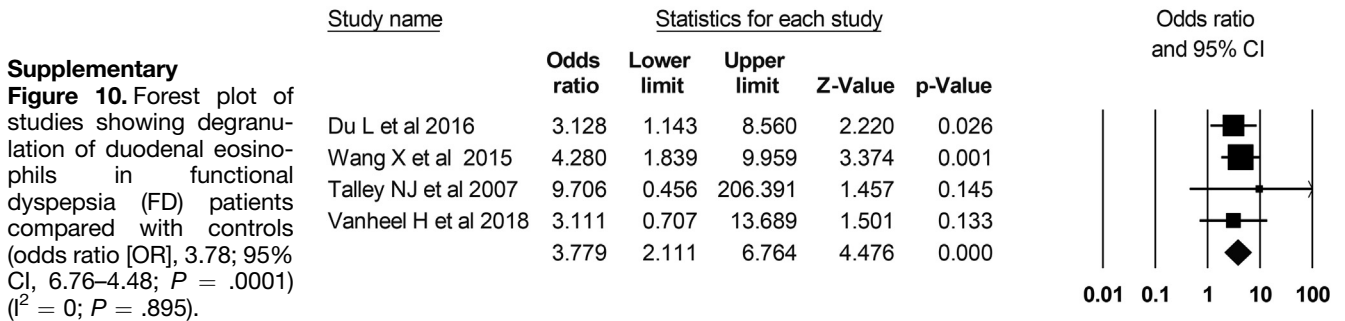 Supplementary
Figure 10. Forest plot of
studies showing degranu-
lation of duodenal eosino-
phils in functional
dyspepsia (FD) patients
compared with controls
(odds ratio [OR], 3.78; 95%
CI, 6.76–4.48; P = .0001)
(I² = 0; P = .895).
Study name Statistics for each study Odds ratio
and 95% CI
Odds Lower Upper
ratio limit limit Z-Value p-Value
Du L et al 2016 3.128 1.143 8.560 2.220 0.026
Wang X et al 2015 4.280 1.839 9.959 3.374 0.001
Talley NJ et al 2007 9.706 0.456 206.391 1.457 0.145
Vanheel H et al 2018 3.111 0.707 13.689 1.501 0.133
3.779 2.111 6.764 4.476 0.000
0.01 0.1 1 10 100